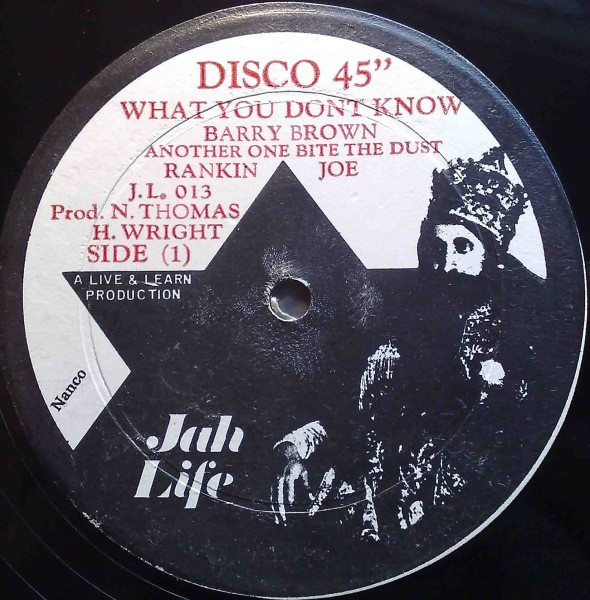 DISCO 45”
WHAT YOU DONT KNOW
BARRY BROWN
ANOTHER ONE BITE THE DUST
RANKIN JOE
J.L. 013
Prod. N. THOMAS
H. WRIGHT
SIDE (1)
A LIVE & LEARN
PRODUCTION
Nanco
Jah
Life